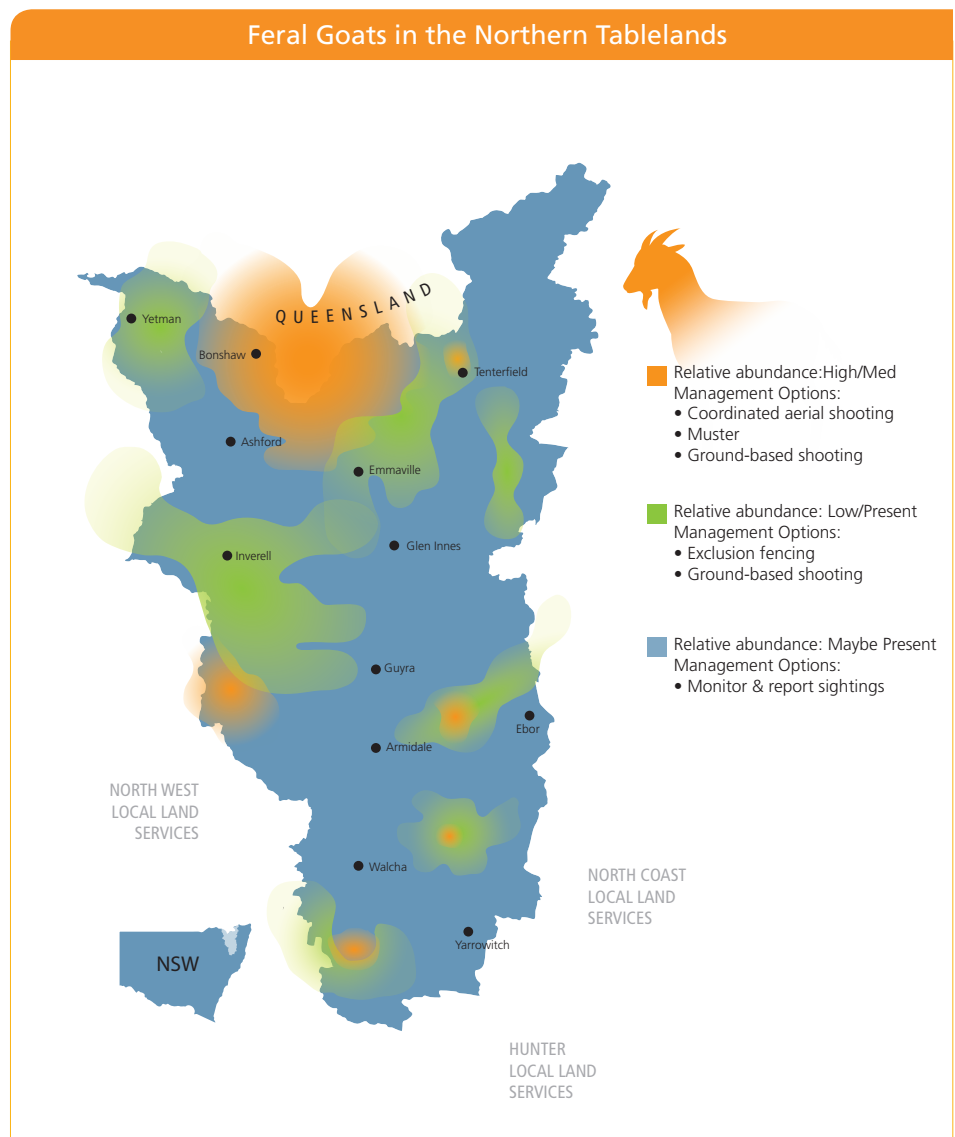 Feral Goats in the Northern Tablelands
QUEENSLAND
Yetman
Bonshaw
Tenterfield
Ashford
Emmaville
Glen Innes
Inverell
Guyra
Ebor
Armidale
Walcha
Yarrowitch
NORTH WEST
LOCAL LAND
SERVICES
NORTH COAST
LOCAL LAND
SERVICES
NSW
HUNTER
LOCAL LAND
SERVICES
Relative abundance:High/Med
Management Options:
• Coordinated aerial shooting
• Muster
• Ground-based shooting
Relative abundance: Low/Present
Management Options:
• Exclusion fencing
• Ground-based shooting
Relative abundance: Maybe Present
Management Options:
• Monitor & report sightings